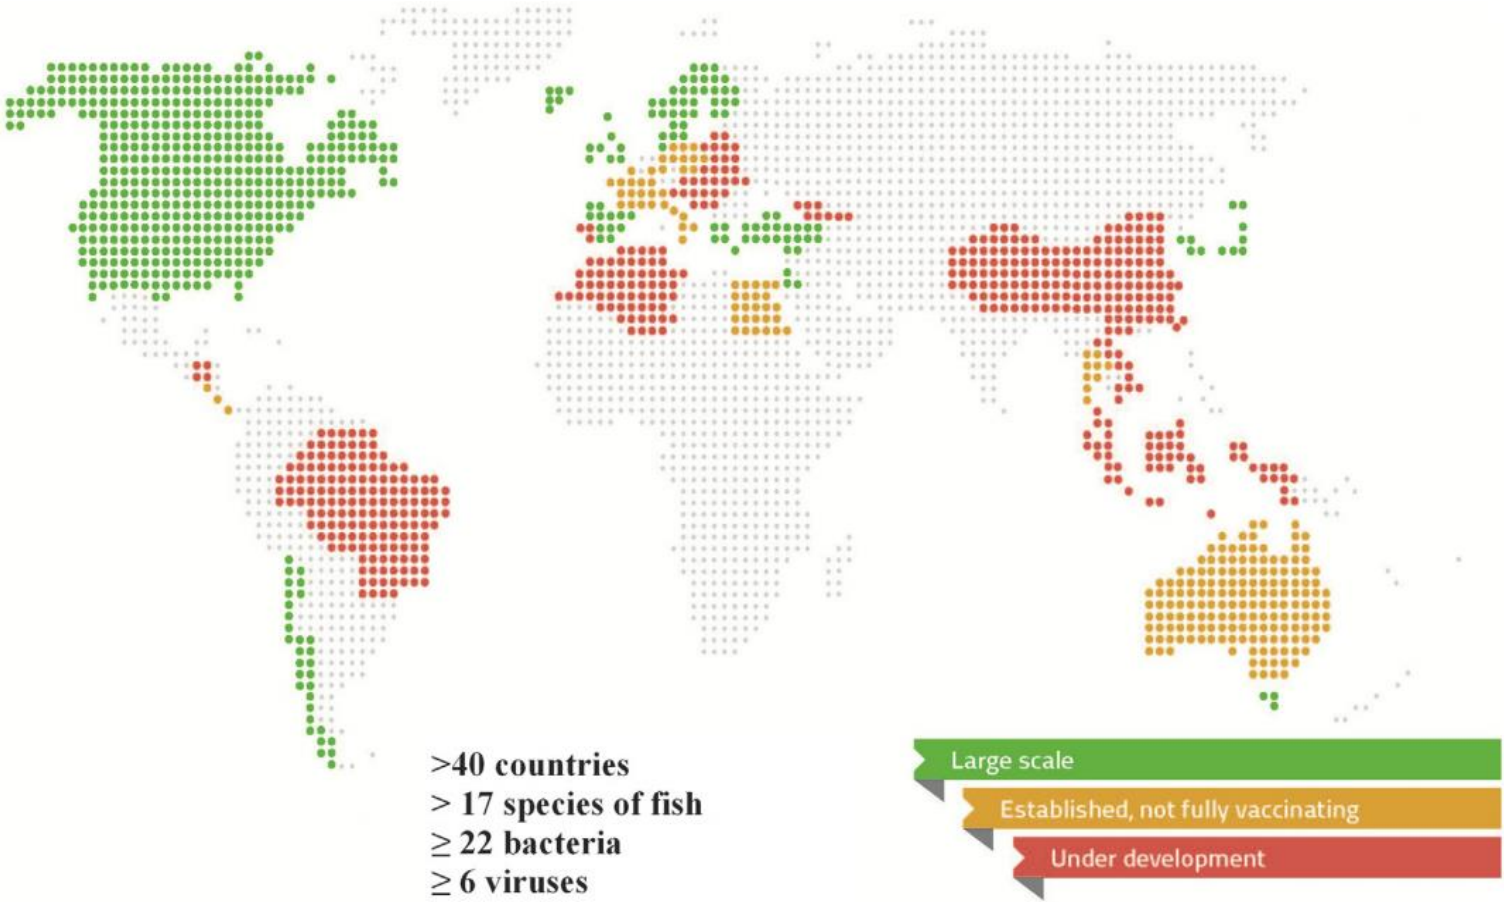 >40 countries
> 17 species of fish
≥ 22 bacteria
≥ 6 viruses
Large scale
Established, not fully vaccinating
Under development